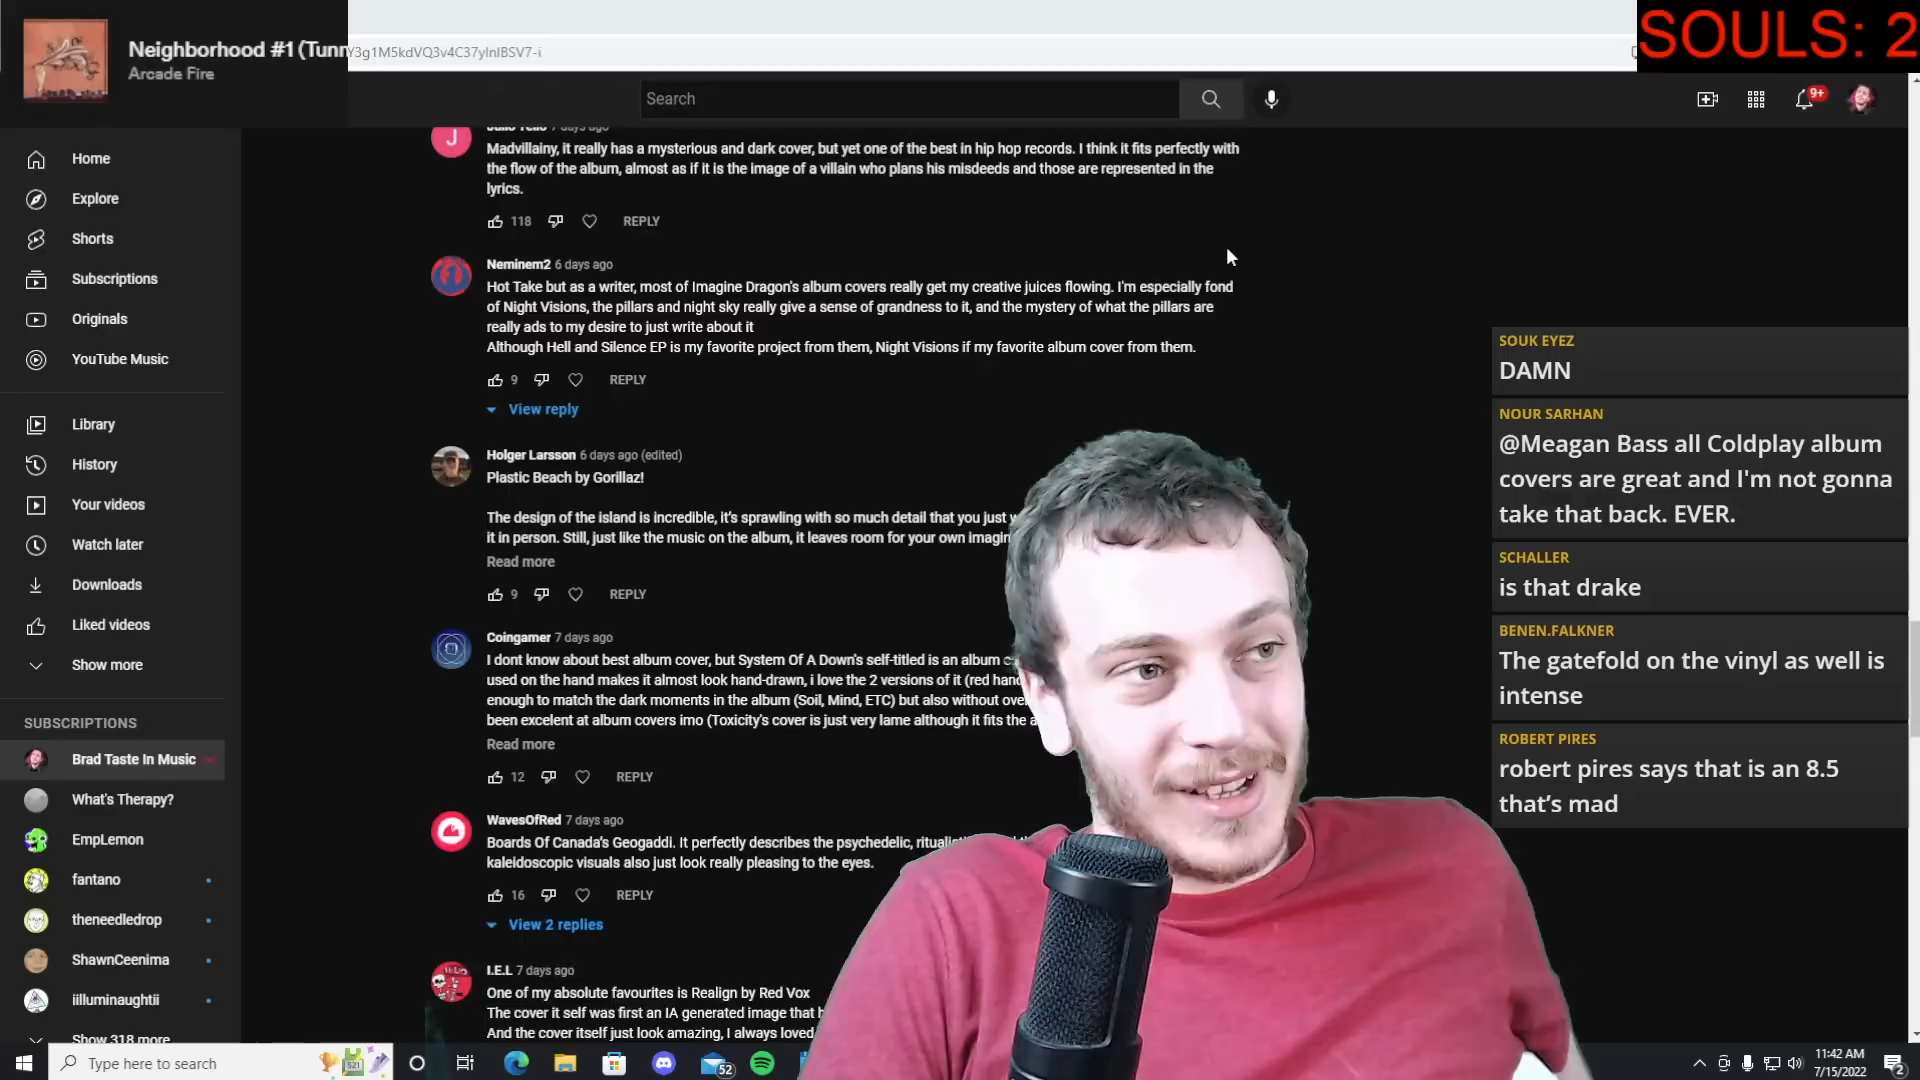 Neighborhood #1 (Tunn
Arcade Fire
Y3g1M5kdVQ3v4C37ylnIBSV7-i
SOULS: 2
Search
9+
Home
Explore
Shorts
Subscriptions
Originals
YouTube Music
Library
History
Your videos
Watch later
Downloads
Liked videos
Show more
SUBSCRIPTIONS
Brad Taste In Music
What's Therapy?
EmpLemon
fantano
theneedledrop
ShawnCeenima
iilluminaughtii
Show 318 more
J
Julio Tello 7 days ago
Madvillainy, it really has a mysterious and dark cover, but yet one of the best in hip hop records. I think it fits perfectly with
the flow of the album, almost as if it is the image of a villain who plans his misdeeds and those are represented in the
lyrics.
118 REPLY
Neminem2 6 days ago
Hot Take but as a writer, most of Imagine Dragon's album covers really get my creative juices flowing. I'm especially fond
of Night Visions, the pillars and night sky really give a sense of grandness to it, and the mystery of what the pillars are
really ads to my desire to just write about it
Although Hell and Silence EP is my favorite project from them, Night Visions if my favorite album cover from them.
9 REPLY
View reply
Holger Larsson 6 days ago (edited)
Plastic Beach by Gorillaz!
The design of the island is incredible, it's sprawling with so much detail that you just w
it in person. Still, just like the music on the album, it leaves room for your own imagin
Read more
9 REPLY
Coingamer 7 days ago
I dont know about best album cover, but System Of A Down's self-titled is an album c
used on the hand makes it almost look hand-drawn, i love the 2 versions of it (red hand
enough to match the dark moments in the album (Soil, Mind, ETC) but also without over
been excelent at album covers imo (Toxicity's cover is just very lame although it fits the a
Read more
12 REPLY
WavesOfRed 7 days ago
Boards Of Canada's Geogaddi. It perfectly describes the psychedelic, rituali
kaleidoscopic visuals also just look really pleasing to the eyes.
16 REPLY
View 2 replies
I.E.L 7 days ago
One of my absolute favourites is Realign by Red Vox
The cover it self was first an IA generated image that h
And the cover itself just look amazing, I always loved
SOUK EYEZ
DAMN
NOUR SARHAN
@Meagan Bass all Coldplay album
covers are great and I'm not gonna
take that back. EVER.
SCHALLER
is that drake
BENEN.FALKNER
The gatefold on the vinyl as well is
intense
ROBERT PIRES
robert pires says that is an 8.5
that's mad
Type here to search
52
11:42 AM
7/15/2022
2